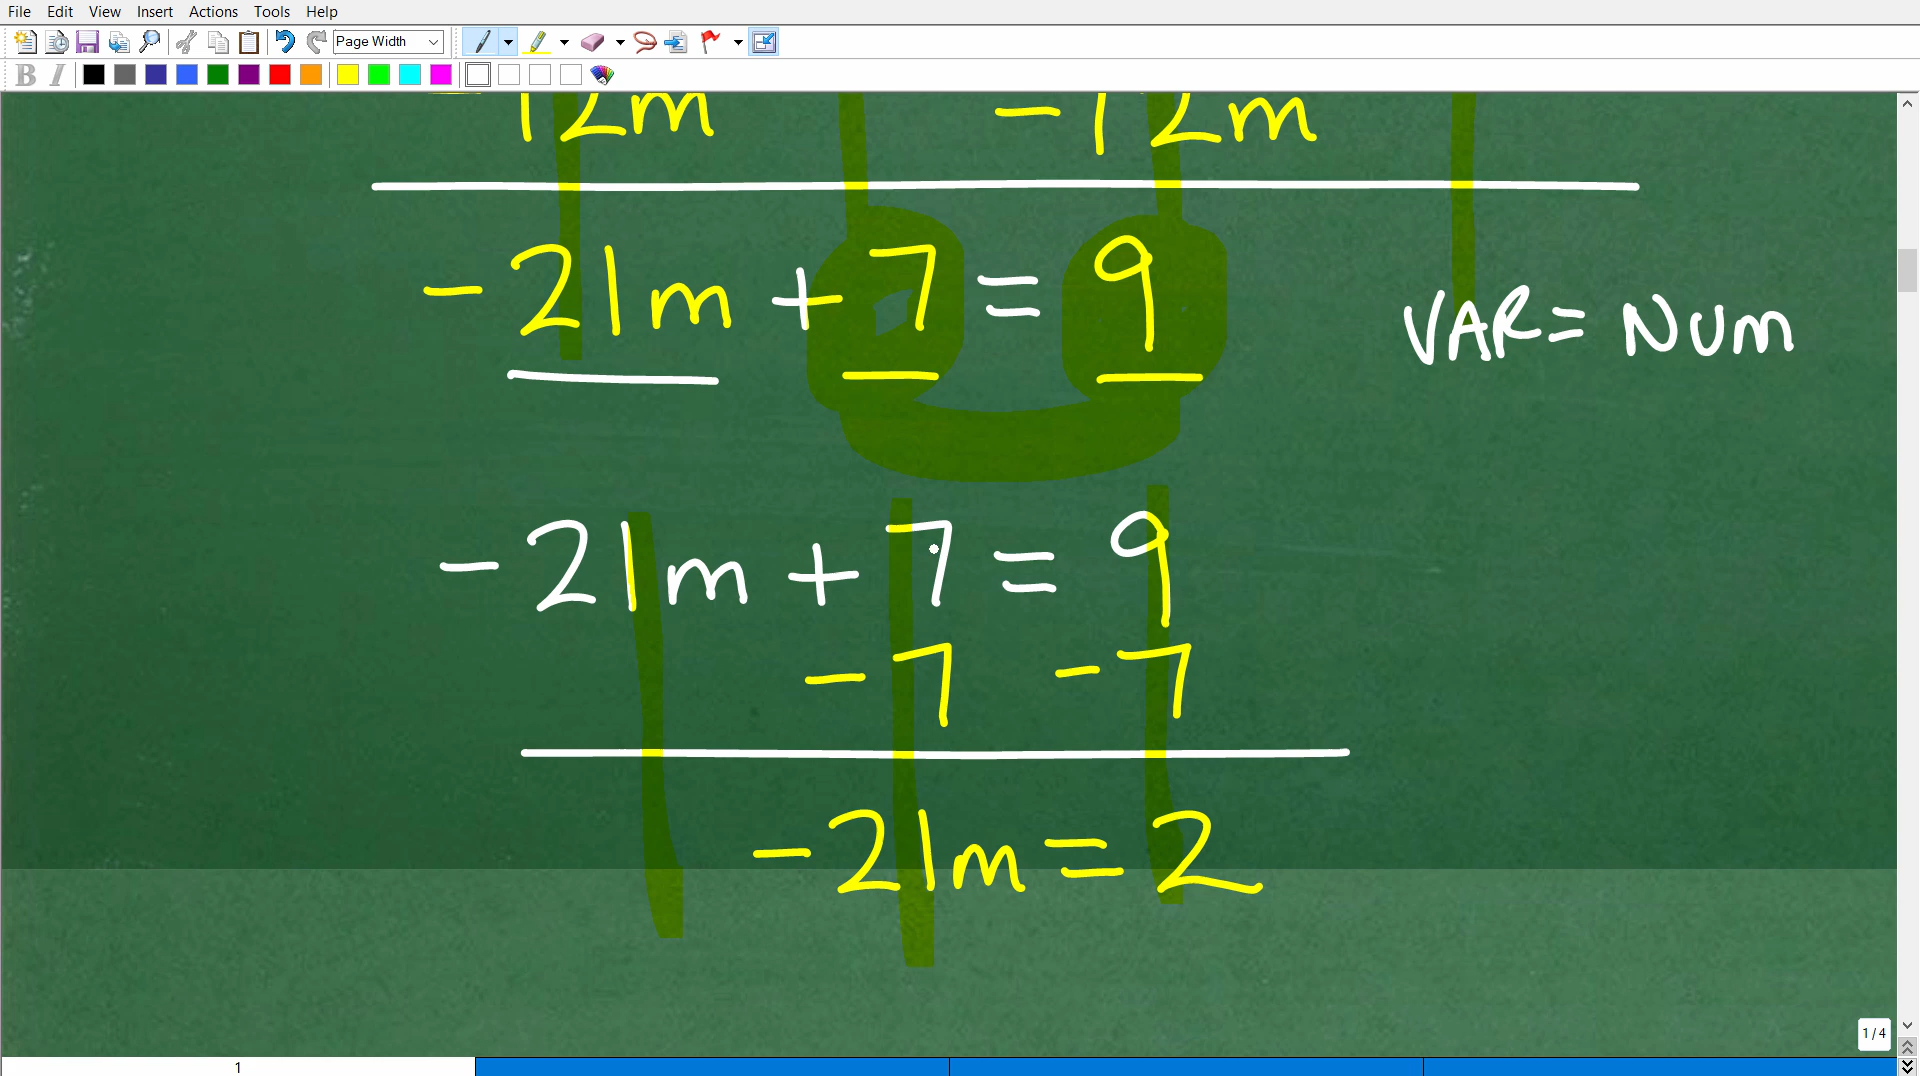 File Edit View Insert Actions Tools Help
Page Width
B I
-12m -12m
-21m + 7 = 9
VAR = NUM
-21m + 7 = 9
-7 -7
-21m = 2
1 / 4
1